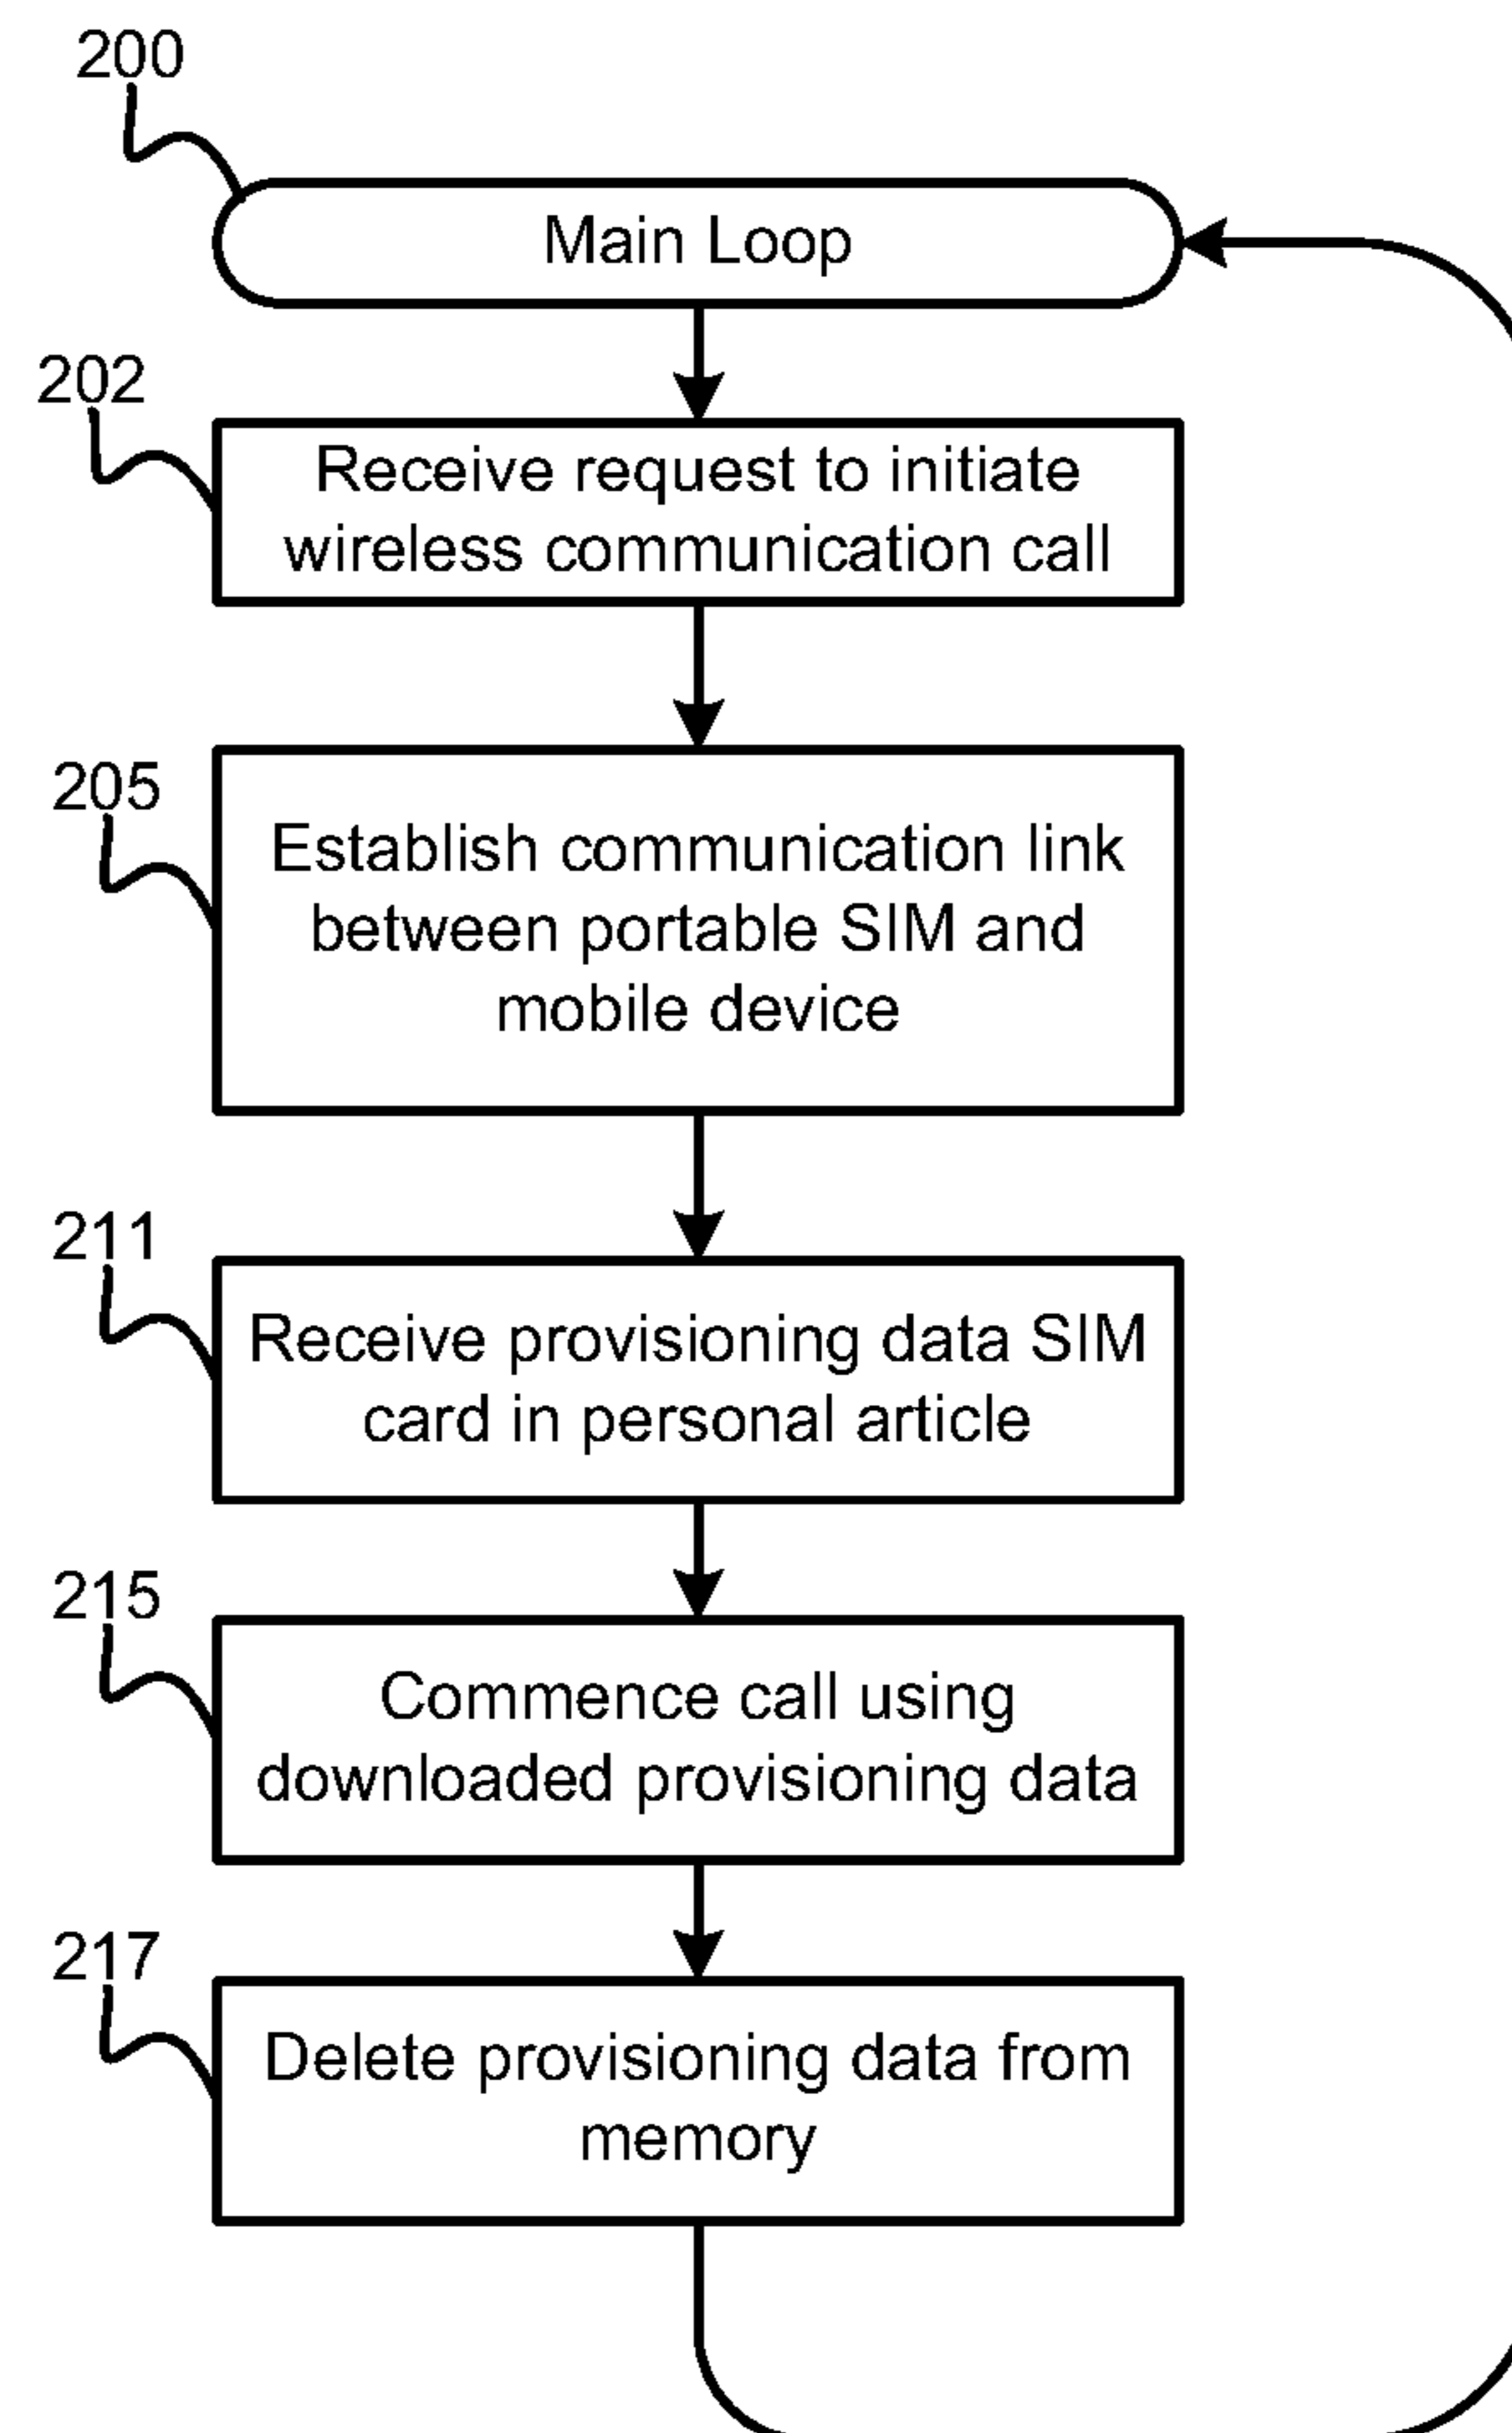 200
Main Loop
202
Receive request to initiate
wireless communication call
205
Establish communication link
between portable SIM and
mobile device
211
Receive provisioning data SIM
card in personal article
215
Commence call using
downloaded provisioning data
217
Delete provisioning data from
memory